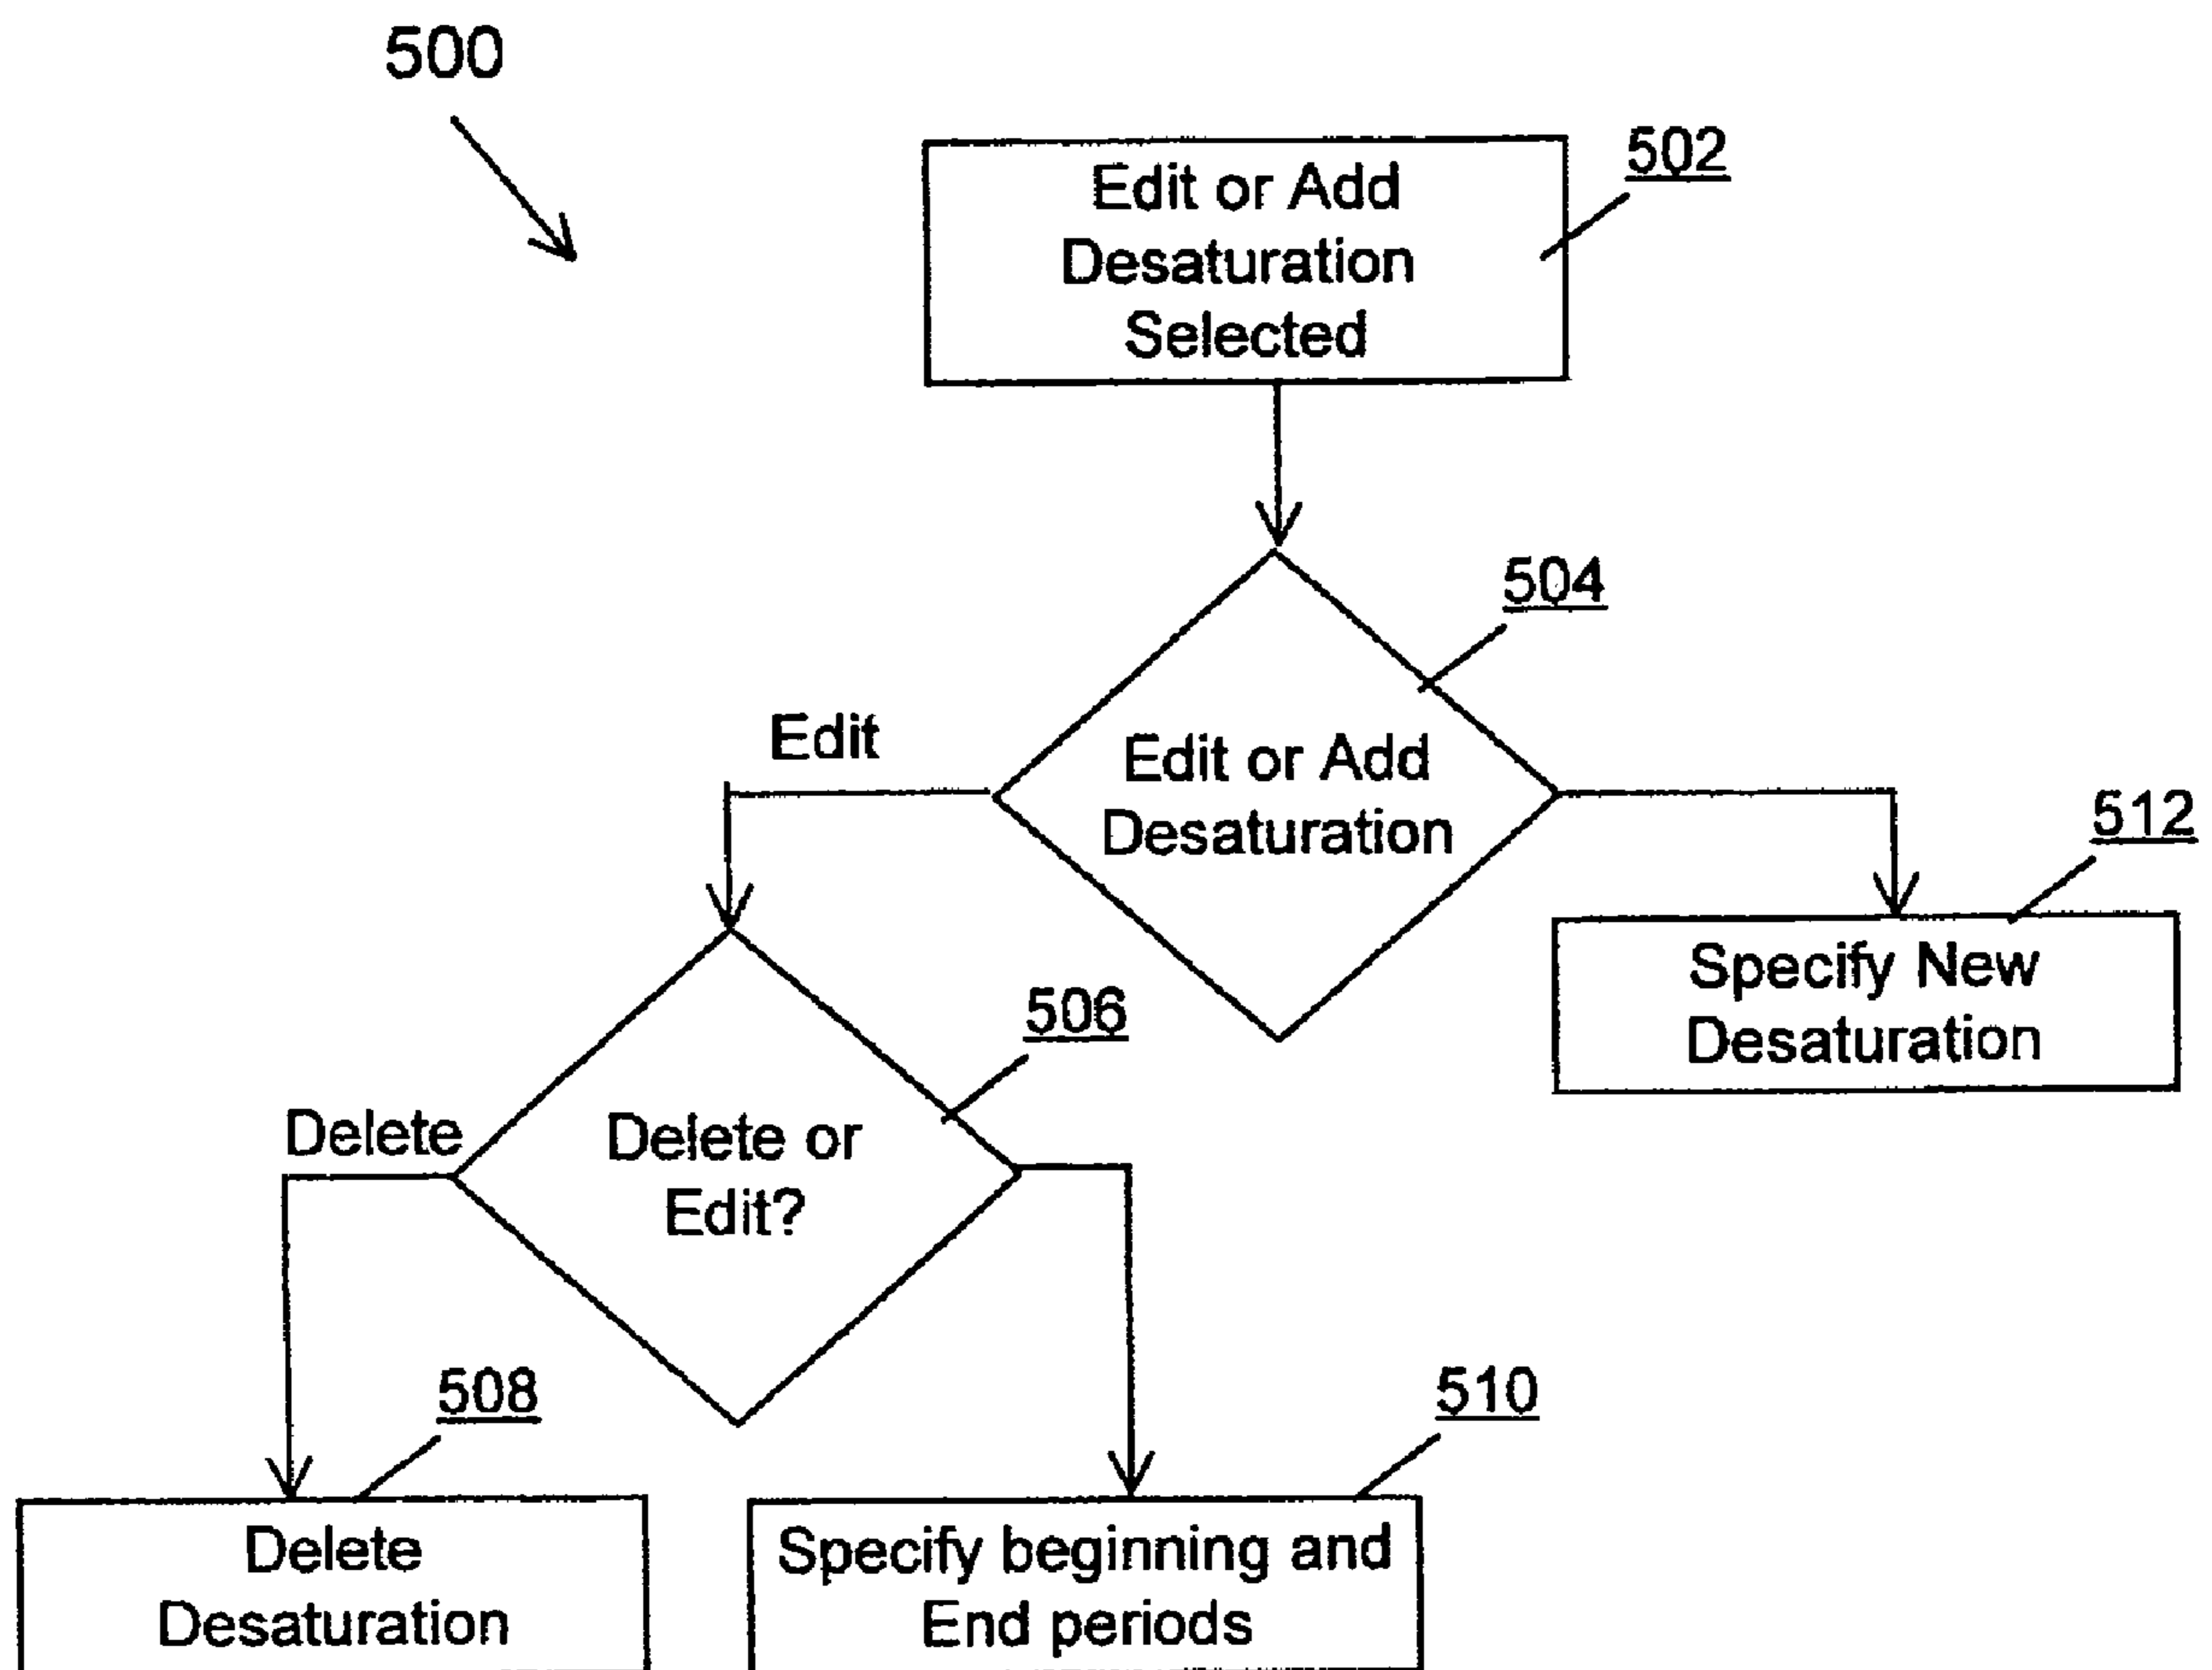 500
Edit or Add
Desaturation
Selected
502
504
Edit
Edit or Add
Desaturation
512
Specify New
Desaturation
506
Delete
Delete or
Edit?
508
510
Delete
Desaturation
Specify beginning and
End periods